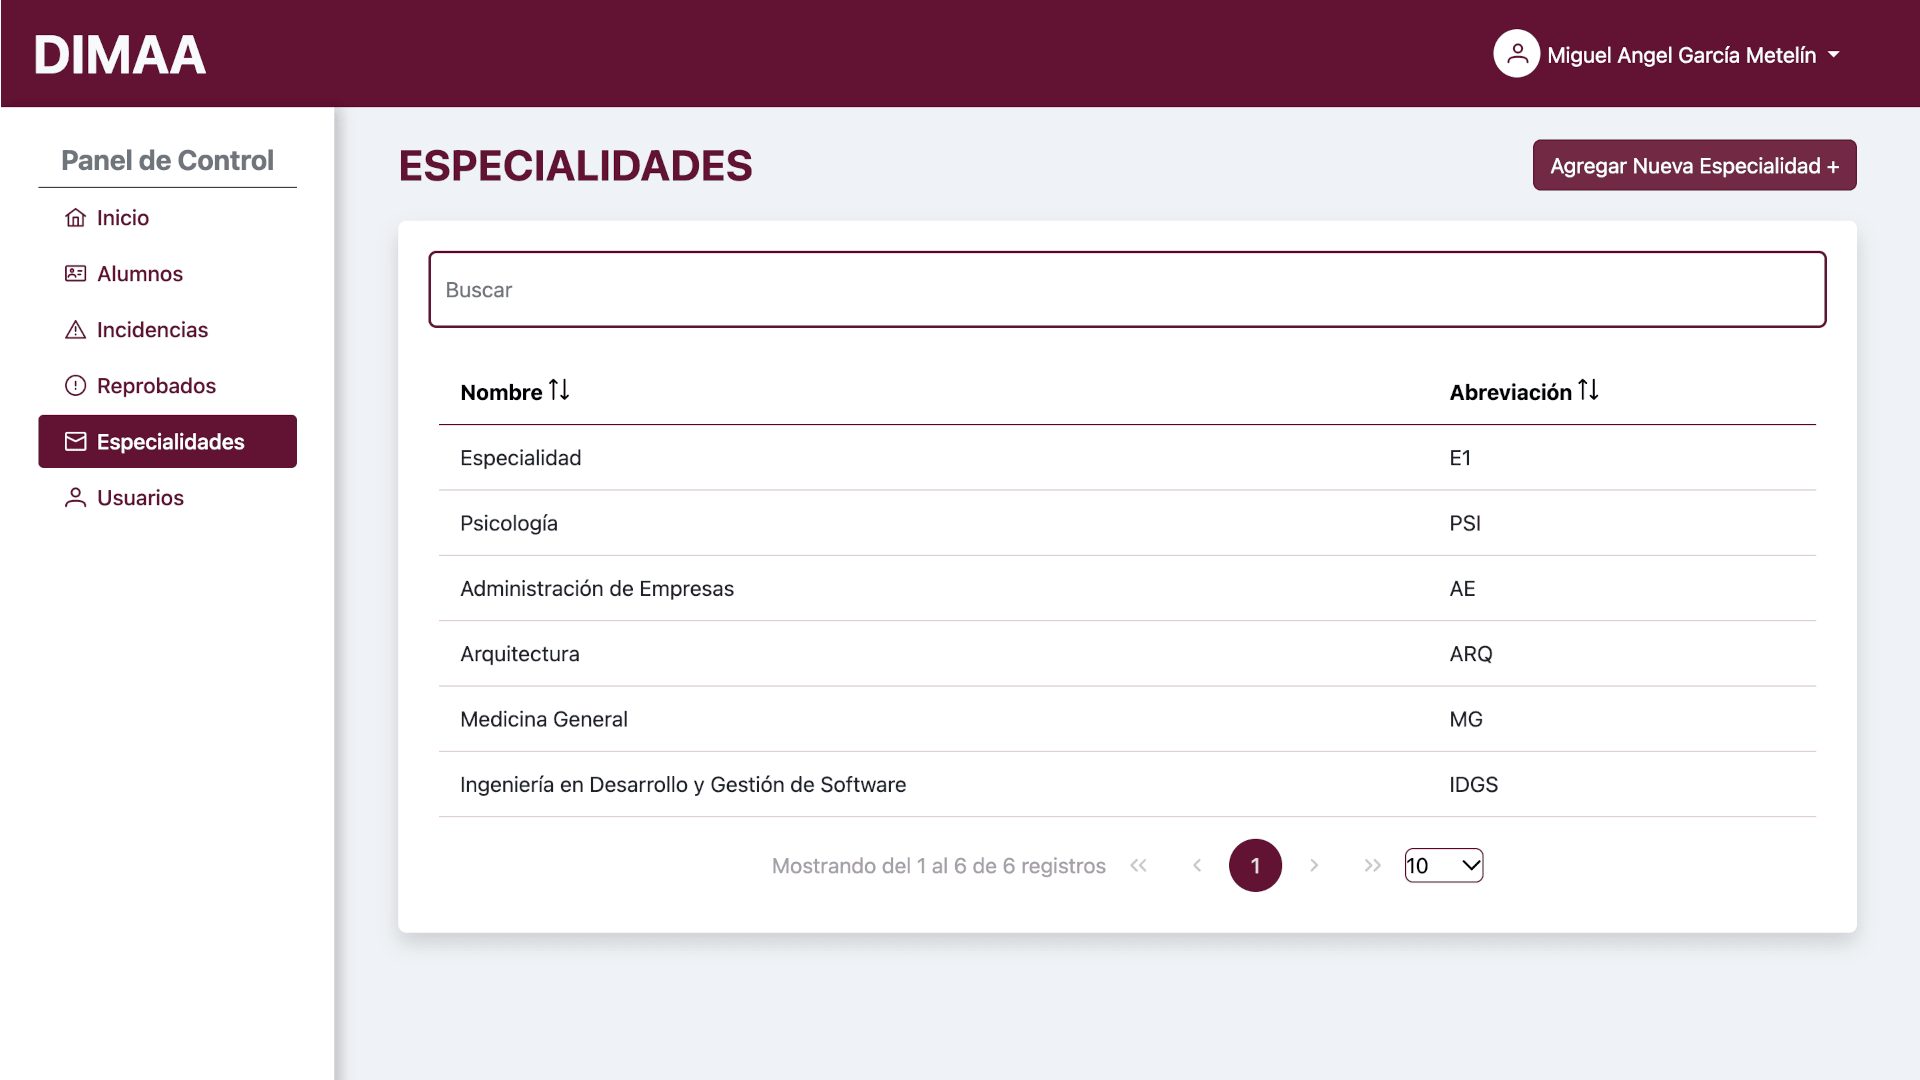 DIMAA
Miguel Angel García Metelín
Panel de Control
Inicio
Alumnos
Incidencias
Reprobados
Especialidades
Usuarios
ESPECIALIDADES
Agregar Nueva Especialidad +
Buscar
Nombre Abreviación
Especialidad E1
Psicología PSI
Administración de Empresas AE
Arquitectura ARQ
Medicina General MG
Ingeniería en Desarrollo y Gestión de Software IDGS
Mostrando del 1 al 6 de 6 registros « ‹ 1 › » 10